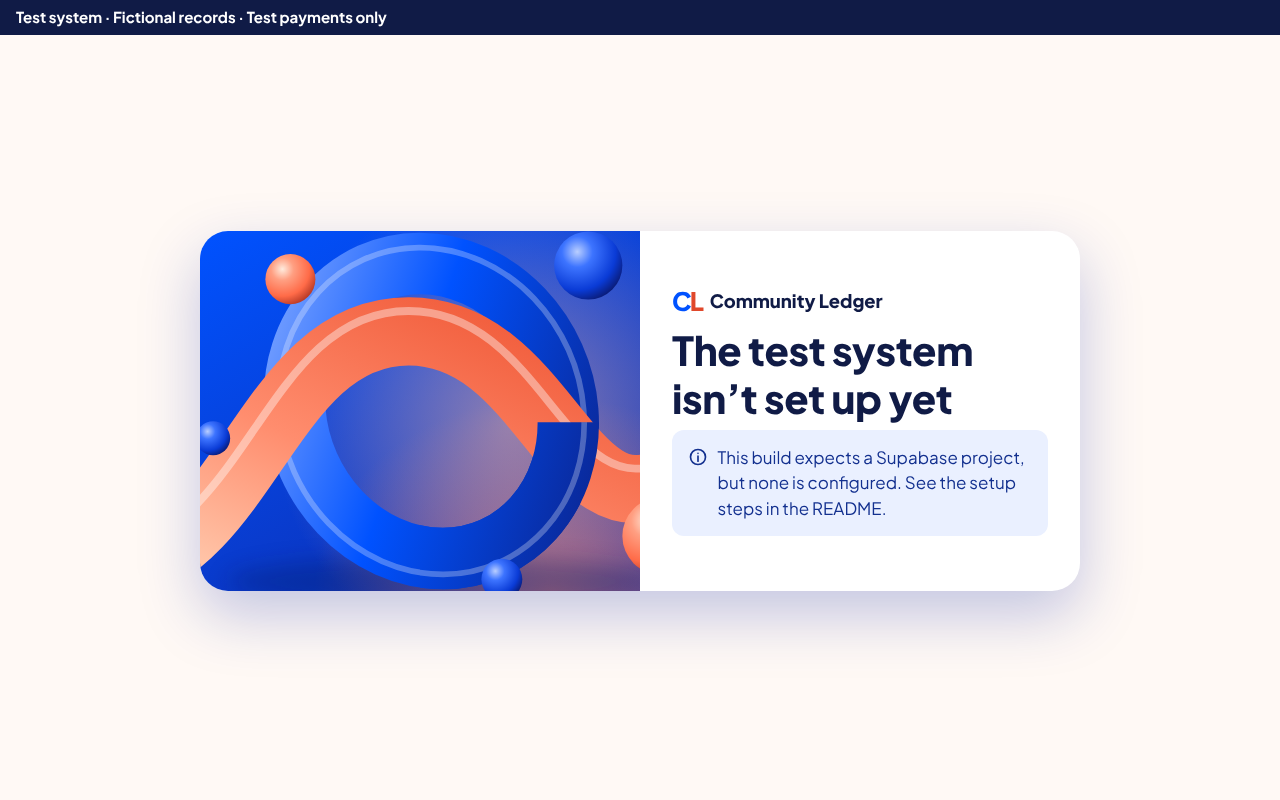 Test system · Fictional records · Test payments only
CL Community Ledger
The test system
isn’t set up yet
This build expects a Supabase project,
but none is configured. See the setup
steps in the README.